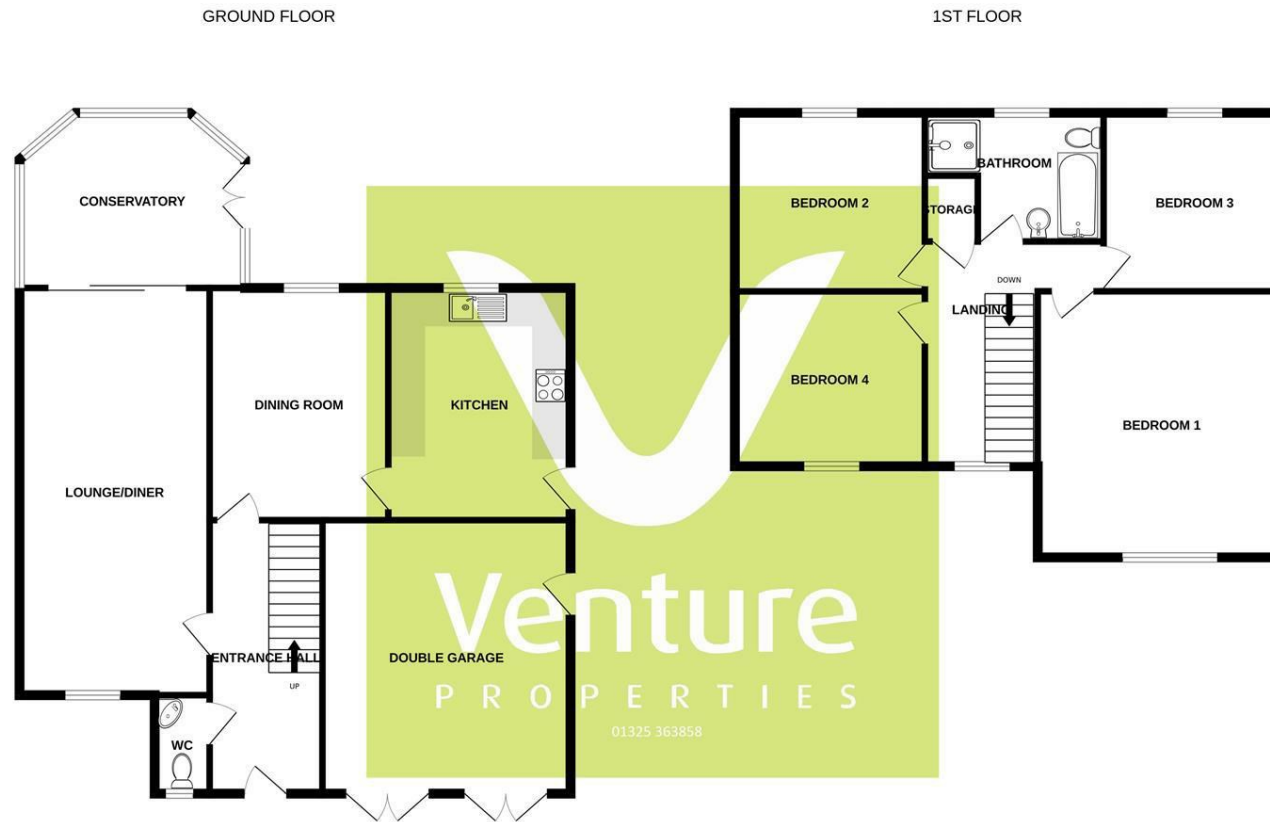 GROUND FLOOR
1ST FLOOR
CONSERVATORY
LOUNGE/DINER
DINING ROOM
KITCHEN
ENTRANCE HALL
UP
WC
DOUBLE GARAGE
BEDROOM 2
STORAGE
BATHROOM
BEDROOM 3
DOWN
LANDING
BEDROOM 4
BEDROOM 1
Venture
PROPERTIES
01325 363858